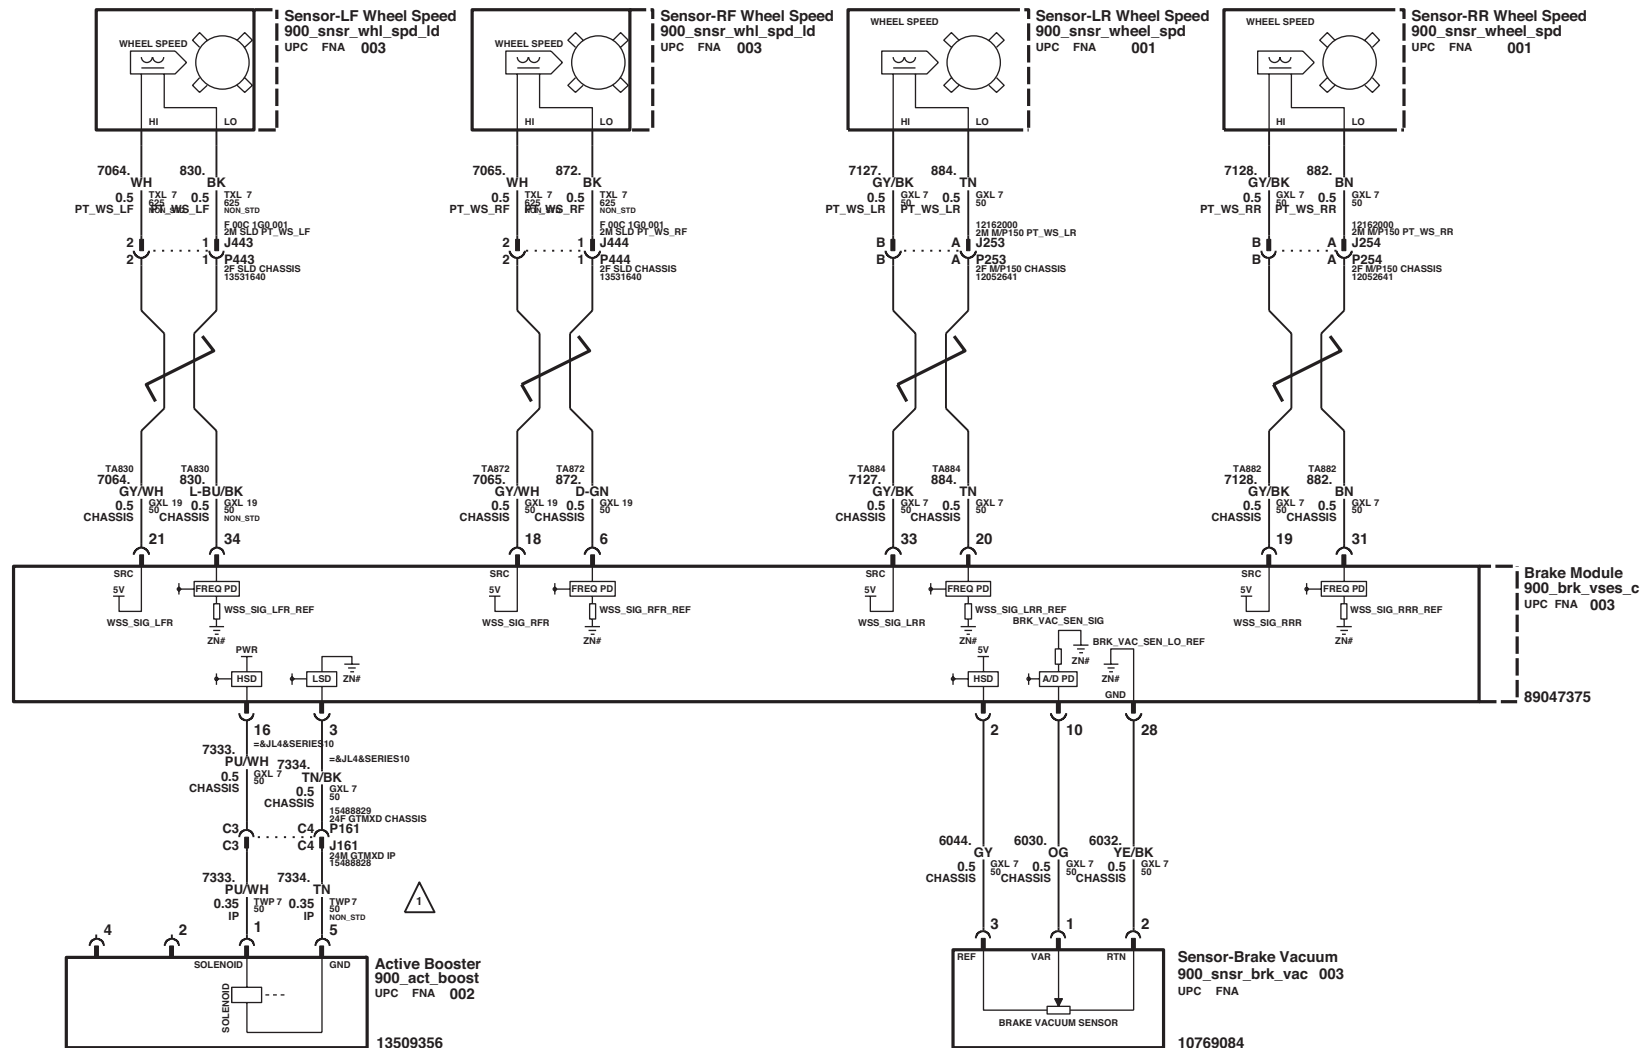 Sensor-LF Wheel Speed
900_snsr_whl_spd_ld
UPC FNA 003
WHEEL SPEED
HI LO
Sensor-RF Wheel Speed
900_snsr_whl_spd_ld
UPC FNA 003
WHEEL SPEED
HI LO
Sensor-LR Wheel Speed
900_snsr_wheel_spd
UPC FNA 001
WHEEL SPEED
HI LO
Sensor-RR Wheel Speed
900_snsr_wheel_spd
UPC FNA 001
WHEEL SPEED
HI LO
7064. 830.
WH BK
0.5 TXL 7 0.5 TXL 7
625 625
PT_WS_LF PT_WS_LF NON_STD
F 00C 1G0 001
2M SLD PT_WS_LF
2 1 J443
2 1 P443
2F SLD CHASSIS
13531640
7065. 872.
WH BK
0.5 TXL 7 0.5 TXL 7
625 625
PT_WS_RF PT_WS_RF NON_STD
F 00C 1G0 001
2M SLD PT_WS_RF
2 1 J444
2 1 P444
2F SLD CHASSIS
13531640
7127. 884.
GY/BK TN
0.5 GXL 7 0.5 GXL 7
50 50
PT_WS_LR PT_WS_LR
12162000
2M M/P150 PT_WS_LR
B A J253
B A P253
2F M/P150 CHASSIS
12052641
7128. 882.
GY/BK BN
0.5 GXL 7 0.5 GXL 7
50 50
PT_WS_RR PT_WS_RR
12162000
2M M/P150 PT_WS_RR
B A J254
B A P254
2F M/P150 CHASSIS
12052641
TA830 TA830
7064. 830.
GY/WH L-BU/BK
0.5 GXL 19 0.5 GXL 19
50 50
CHASSIS CHASSIS NON_STD
21 34
TA872 TA872
7065. 872.
GY/WH D-GN
0.5 GXL 19 0.5 GXL 19
50 50
CHASSIS CHASSIS
18 6
TA884 TA884
7127. 884.
GY/BK TN
0.5 GXL 7 0.5 GXL 7
50 50
CHASSIS CHASSIS
33 20
TA882 TA882
7128. 882.
GY/BK BN
0.5 GXL 7 0.5 GXL 7
50 50
CHASSIS CHASSIS
19 31
SRC
5V FREQ PD
WSS_SIG_LFR_REF
WSS_SIG_LFR
ZN#
SRC
5V FREQ PD
WSS_SIG_RFR_REF
WSS_SIG_RFR
ZN#
SRC
5V FREQ PD
WSS_SIG_LRR_REF
WSS_SIG_LRR
ZN#
SRC
5V FREQ PD
WSS_SIG_RRR_REF
WSS_SIG_RRR
ZN#
Brake Module
900_brk_vses_c
UPC FNA 003
89047375
PWR
HSD LSD ZN#
BRK_VAC_SEN_SIG
BRK_VAC_SEN_LO_REF
5V ZN# ZN#
HSD A/D PD
GND
16 3
=&JL4&SERIES10
7333.
PU/WH
0.5 GXL 7
50
CHASSIS
=&JL4&SERIES10
7334.
TN/BK
0.5 GXL 7
50
CHASSIS
15488829
24F GTMXD CHASSIS
C3 C4 P161
C3 C4 J161
24M GTMXD IP
15488828
7333. 7334.
PU/WH TN
0.35 TWP 7 0.35 TWP 7
50 50
IP IP NON_STD
1
4 2 1 5
SOLENOID GND
SOLENOID
Active Booster
900_act_boost
UPC FNA 002
13509356
2 10 28
6044. 6030. 6032.
GY OG YE/BK
0.5 GXL 7 0.5 GXL 7 0.5 GXL 7
50 50 50
CHASSIS CHASSIS CHASSIS
3 1 2
REF VAR RTN
BRAKE VACUUM SENSOR
Sensor-Brake Vacuum
900_snsr_brk_vac 003
UPC FNA
10769084